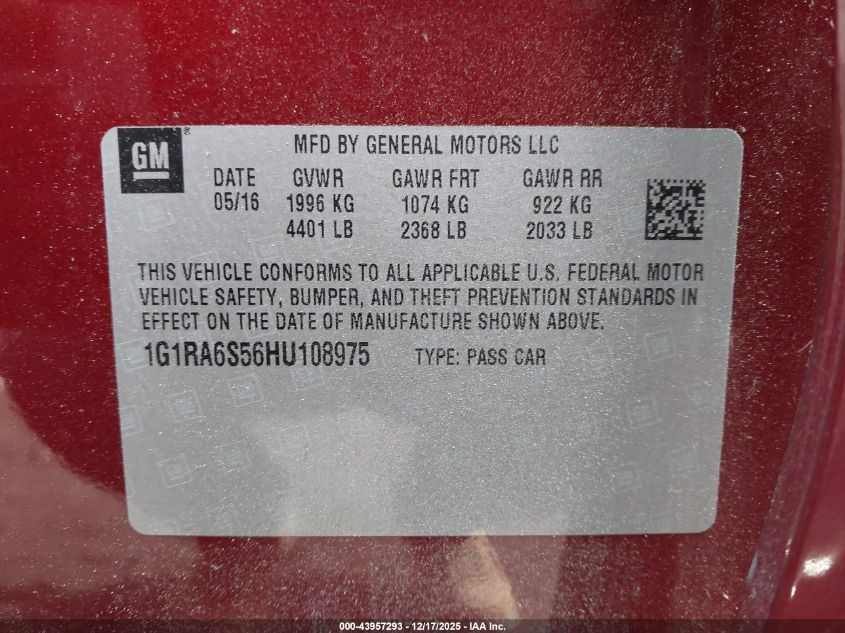 GM
MFD BY GENERAL MOTORS LLC
DATE GVWR GAWR FRT GAWR RR
05/16 1996 KG 1074 KG 922 KG
4401 LB 2368 LB 2033 LB
THIS VEHICLE CONFORMS TO ALL APPLICABLE U.S. FEDERAL MOTOR
VEHICLE SAFETY, BUMPER, AND THEFT PREVENTION STANDARDS IN
EFFECT ON THE DATE OF MANUFACTURE SHOWN ABOVE.
1G1RA6S56HU108975 TYPE: PASS CAR
000-43957293 - 12/17/2025 - IAA Inc.